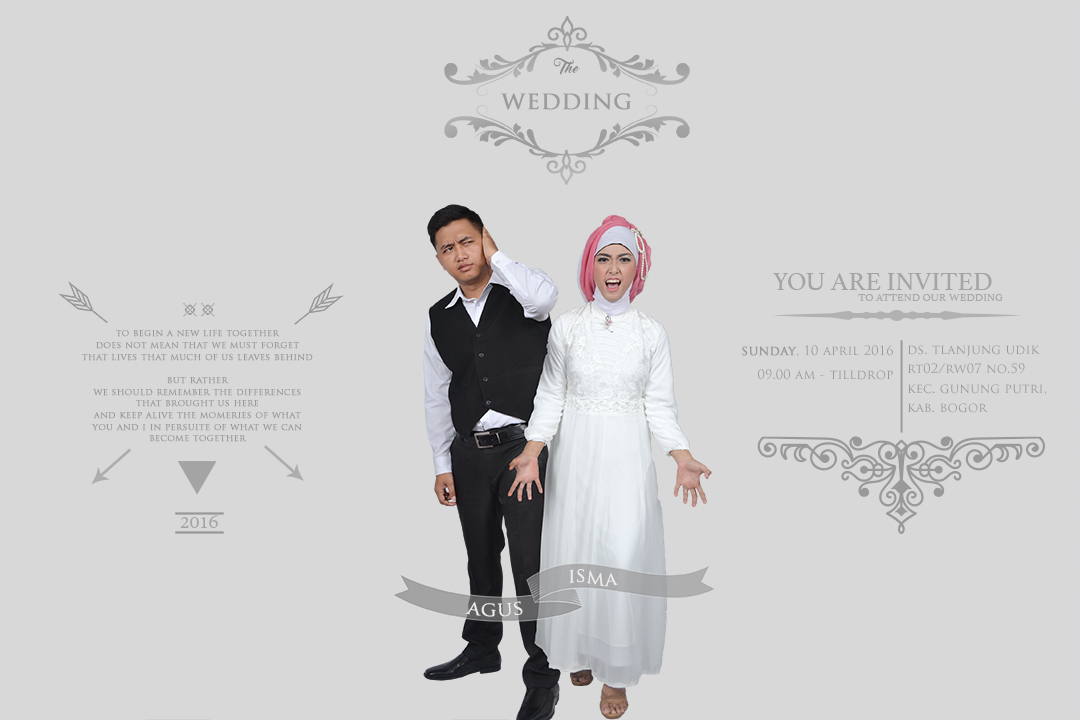 The
WEDDING
TO BEGIN A NEW LIFE TOGETHER
DOES NOT MEAN THAT WE MUST FORGET
THAT LIVES THAT MUCH OF US LEAVES BEHIND
BUT RATHER
WE SHOULD REMEMBER THE DIFFERENCES
THAT BROUGHT US HERE
AND KEEP ALIVE THE MOMERIES OF WHAT
YOU AND I IN PERSUITE OF WHAT WE CAN
BECOME TOGETHER
2016
YOU ARE INVITED
TO ATTEND OUR WEDDING
SUNDAY, 10 APRIL 2016
09.00 AM - TILLDROP
DS. TLANJUNG UDIK
RT02/RW07 NO.59
KEC. GUNUNG PUTRI,
KAB. BOGOR
ISMA
AGUS